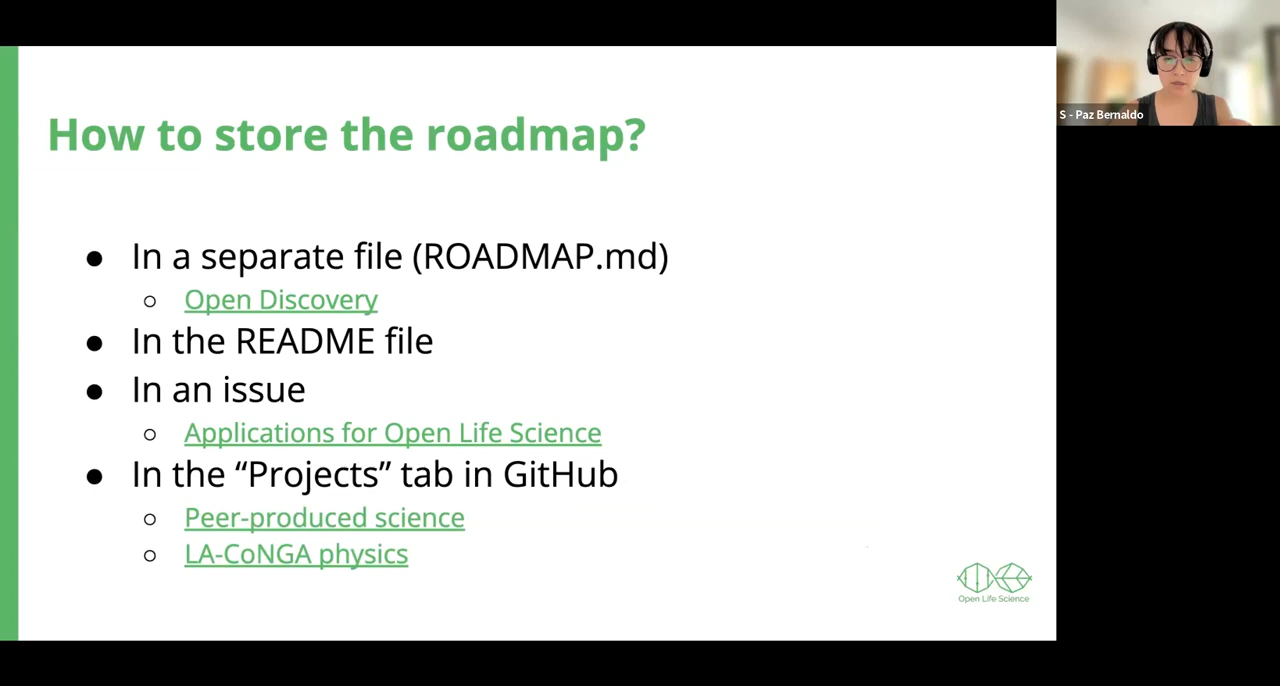 How to store the roadmap?
● In a separate file (ROADMAP.md)
○ Open Discovery
● In the README file
● In an issue
○ Applications for Open Life Science
● In the “Projects” tab in GitHub
○ Peer-produced science
○ LA-CoNGA physics
Open Life Science
S - Paz Bernaldo